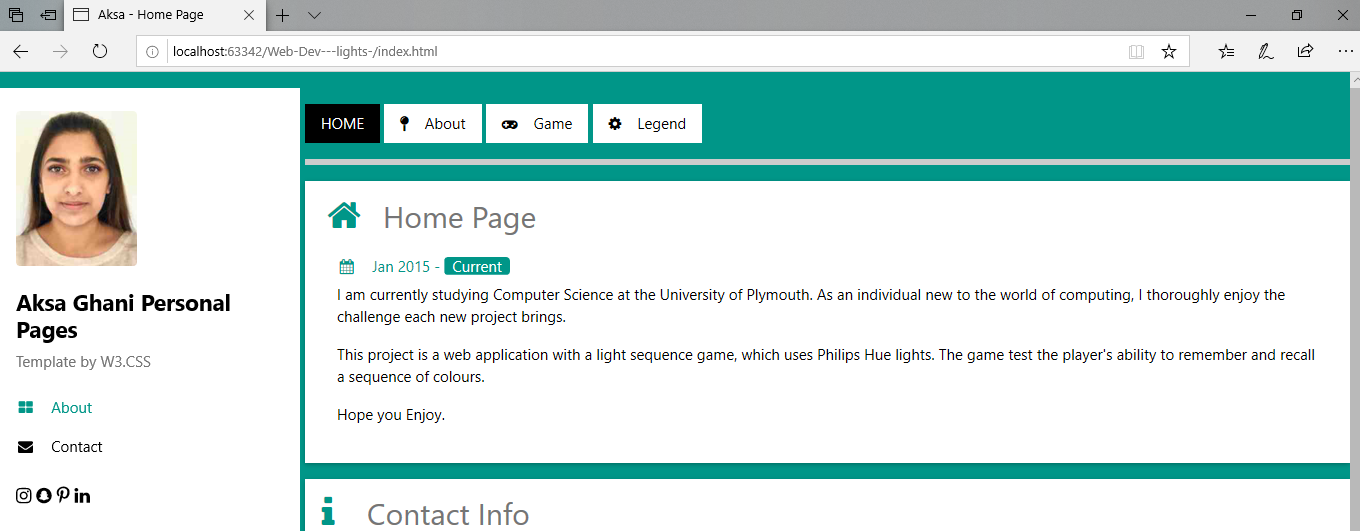 Aksa - Home Page
localhost:63342/Web-Dev---lights-/index.html
HOME
About
Game
Legend
Aksa Ghani Personal
Pages
Template by W3.CSS
About
Contact
Home Page
Jan 2015 - Current
I am currently studying Computer Science at the University of Plymouth. As an individual new to the world of computing, I thoroughly enjoy the
challenge each new project brings.
This project is a web application with a light sequence game, which uses Philips Hue lights. The game test the player's ability to remember and recall
a sequence of colours.
Hope you Enjoy.
Contact Info